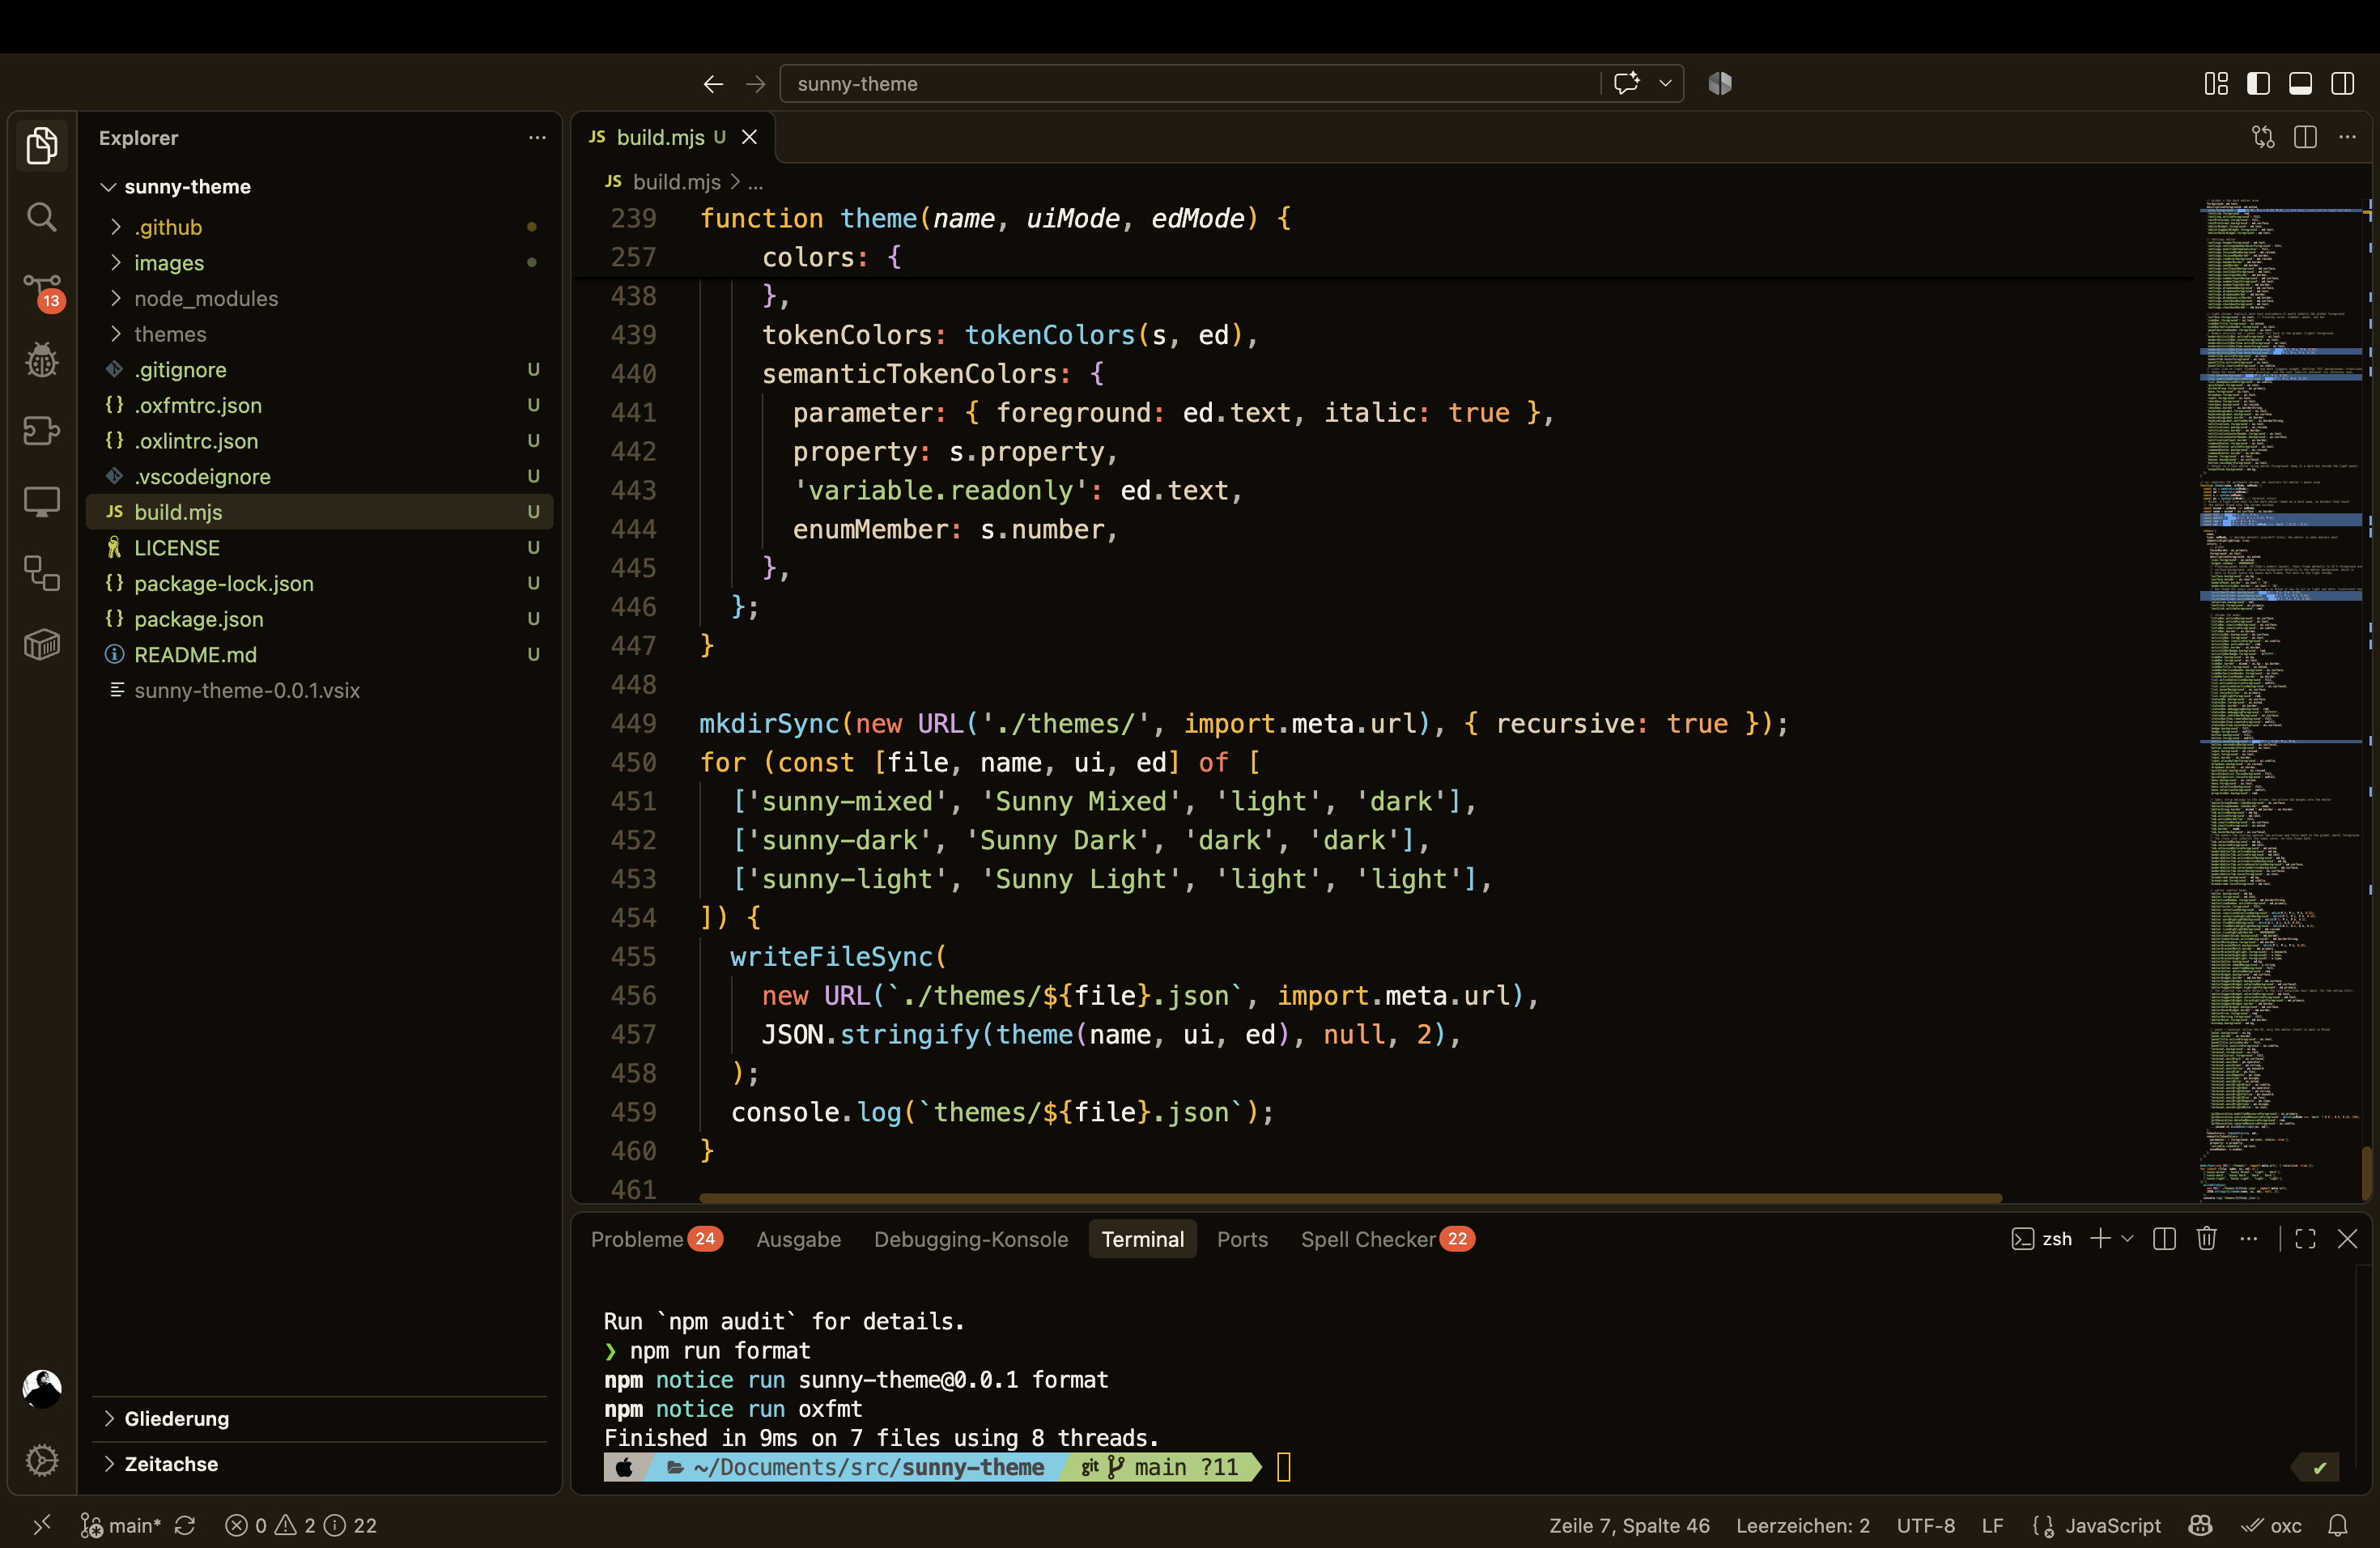 sunny-theme
Explorer
sunny-theme
.github
images
13
node_modules
themes
.gitignore U
{} .oxfmtrc.json U
{} .oxlintrc.json U
.vscodeignore U
JS build.mjs U
LICENSE U
{} package-lock.json U
{} package.json U
README.md U
sunny-theme-0.0.1.vsix
Gliederung
Zeitachse
JS build.mjs U
JS build.mjs > ...
239 function theme(name, uiMode, edMode) {
257 colors: {
438 },
439 tokenColors: tokenColors(s, ed),
440 semanticTokenColors: {
441 parameter: { foreground: ed.text, italic: true },
442 property: s.property,
443 'variable.readonly': ed.text,
444 enumMember: s.number,
445 },
446 };
447 }
448
449 mkdirSync(new URL('./themes/', import.meta.url), { recursive: true });
450 for (const [file, name, ui, ed] of [
451 ['sunny-mixed', 'Sunny Mixed', 'light', 'dark'],
452 ['sunny-dark', 'Sunny Dark', 'dark', 'dark'],
453 ['sunny-light', 'Sunny Light', 'light', 'light'],
454 ]) {
455 writeFileSync(
456 new URL(`./themes/${file}.json`, import.meta.url),
457 JSON.stringify(theme(name, ui, ed), null, 2),
458 );
459 console.log(`themes/${file}.json`);
460 }
461
Probleme 24 Ausgabe Debugging-Konsole Terminal Ports Spell Checker 22 zsh
Run `npm audit` for details.
❯ npm run format
npm notice run sunny-theme@0.0.1 format
npm notice run oxfmt
Finished in 9ms on 7 files using 8 threads.
~/Documents/src/sunny-theme git main ?11 ✔
main* 0 2 22 Zeile 7, Spalte 46 Leerzeichen: 2 UTF-8 LF JavaScript oxc